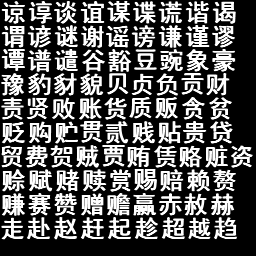 谅谆谈谊谋谍谎谐谒
谓谚谜谢谣谤谦谨谬
谭谱谴谷豁豆豌象豪
豫豹豺貌贝贞负贡财
责贤败账货质贩贪贫
贬购贮贯贰贱贴贵贷
贸费贺贼贾贿赁赂赃资
赊赋赌赎赏赐赔赖赘
赚赛赞赠赡赢赤赦赫
走赴赵赶起趁超越趋